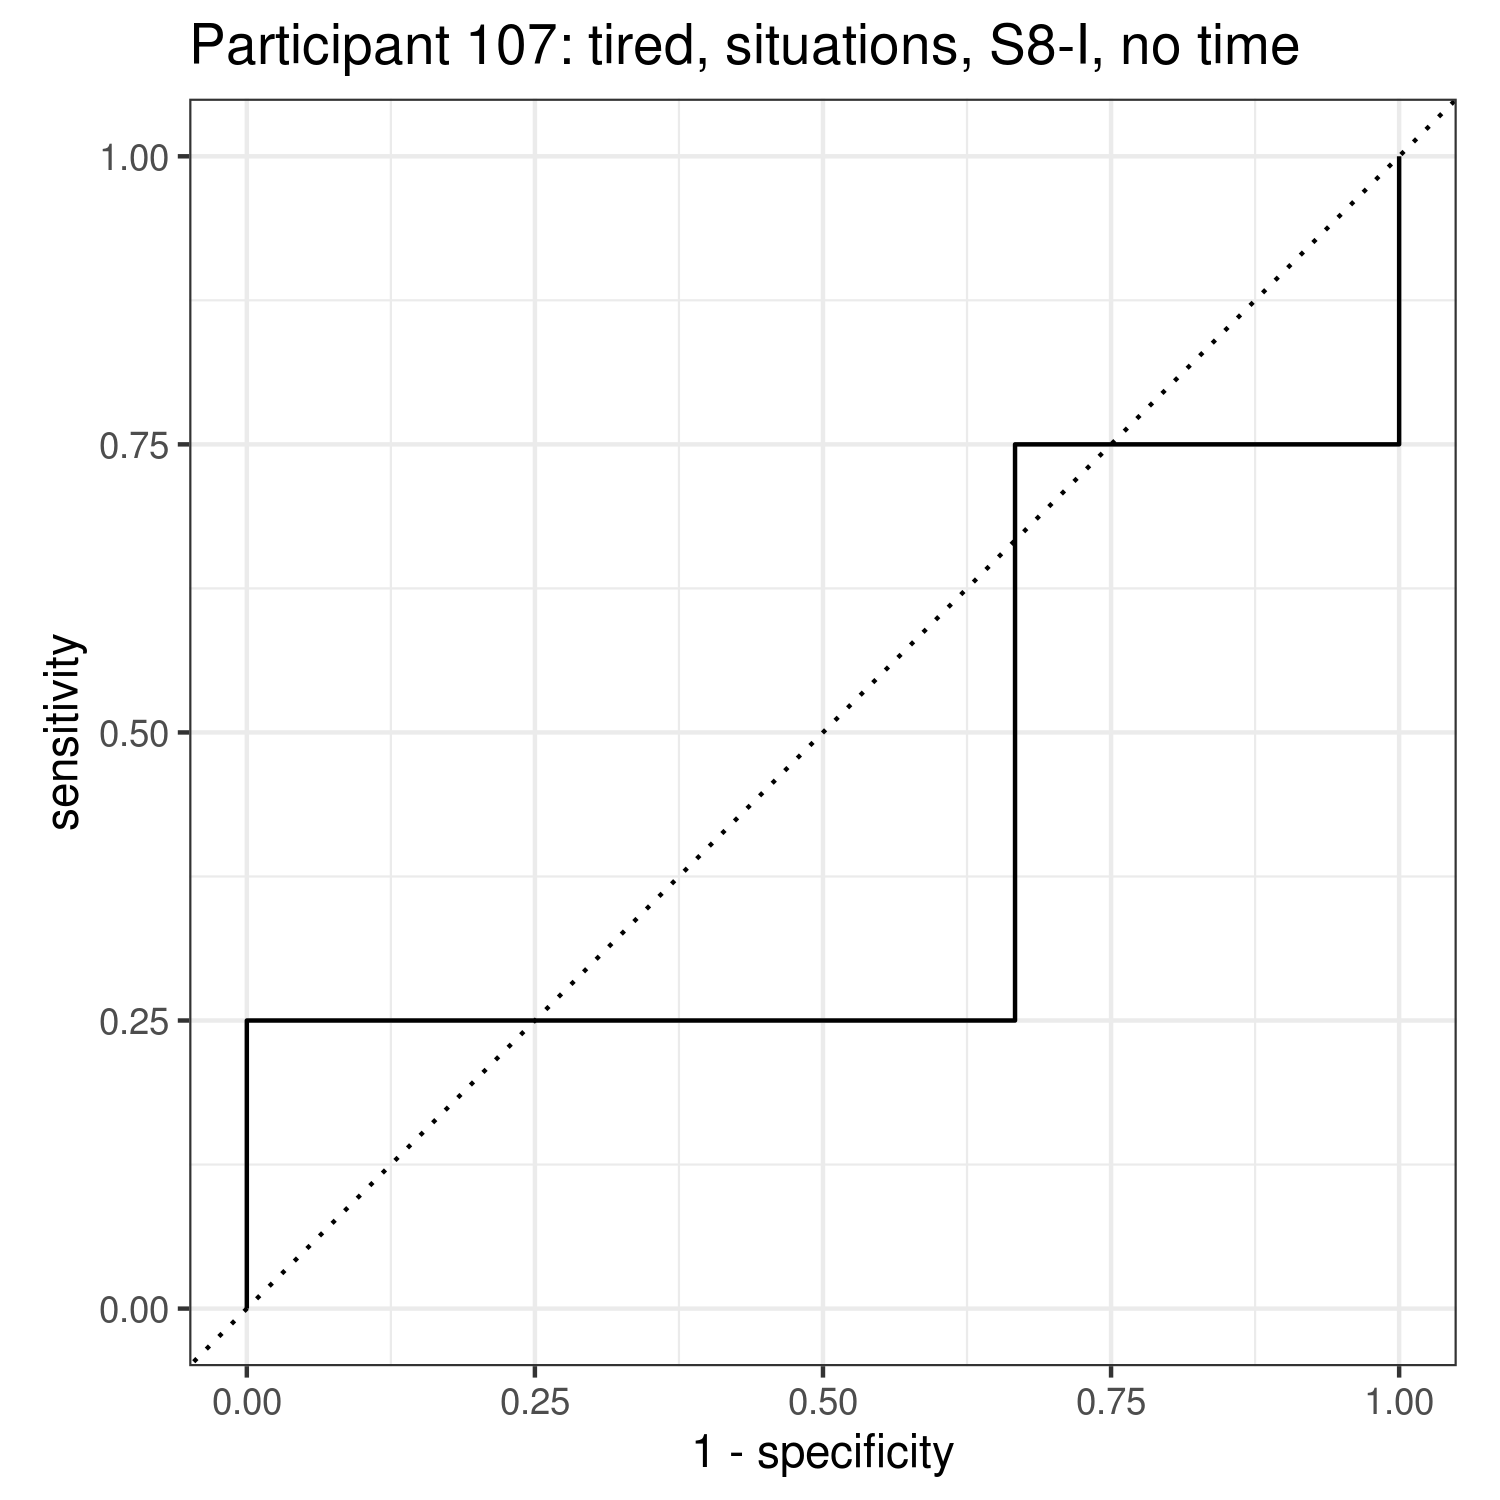 Participant 107: tired, situations, S8-I, no time
1.00
0.75
0.50
0.25
0.00
sensitivity
0.00 0.25 0.50 0.75 1.00
1 - specificity